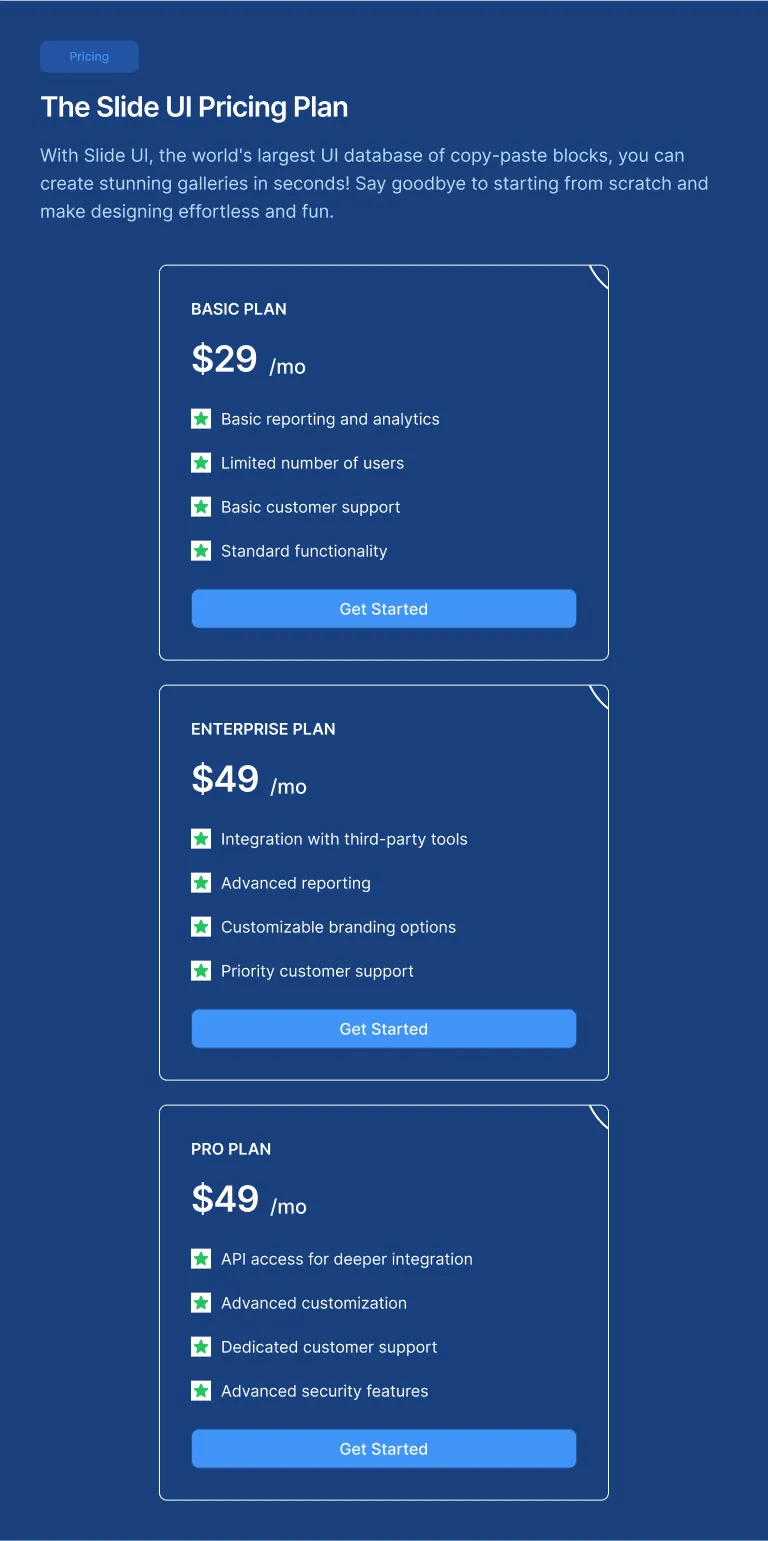 Pricing
The Slide UI Pricing Plan
With Slide UI, the world's largest UI database of copy-paste blocks, you can
create stunning galleries in seconds! Say goodbye to starting from scratch and
make designing effortless and fun.
BASIC PLAN
$29 /mo
Basic reporting and analytics
Limited number of users
Basic customer support
Standard functionality
Get Started
ENTERPRISE PLAN
$49 /mo
Integration with third-party tools
Advanced reporting
Customizable branding options
Priority customer support
Get Started
PRO PLAN
$49 /mo
API access for deeper integration
Advanced customization
Dedicated customer support
Advanced security features
Get Started